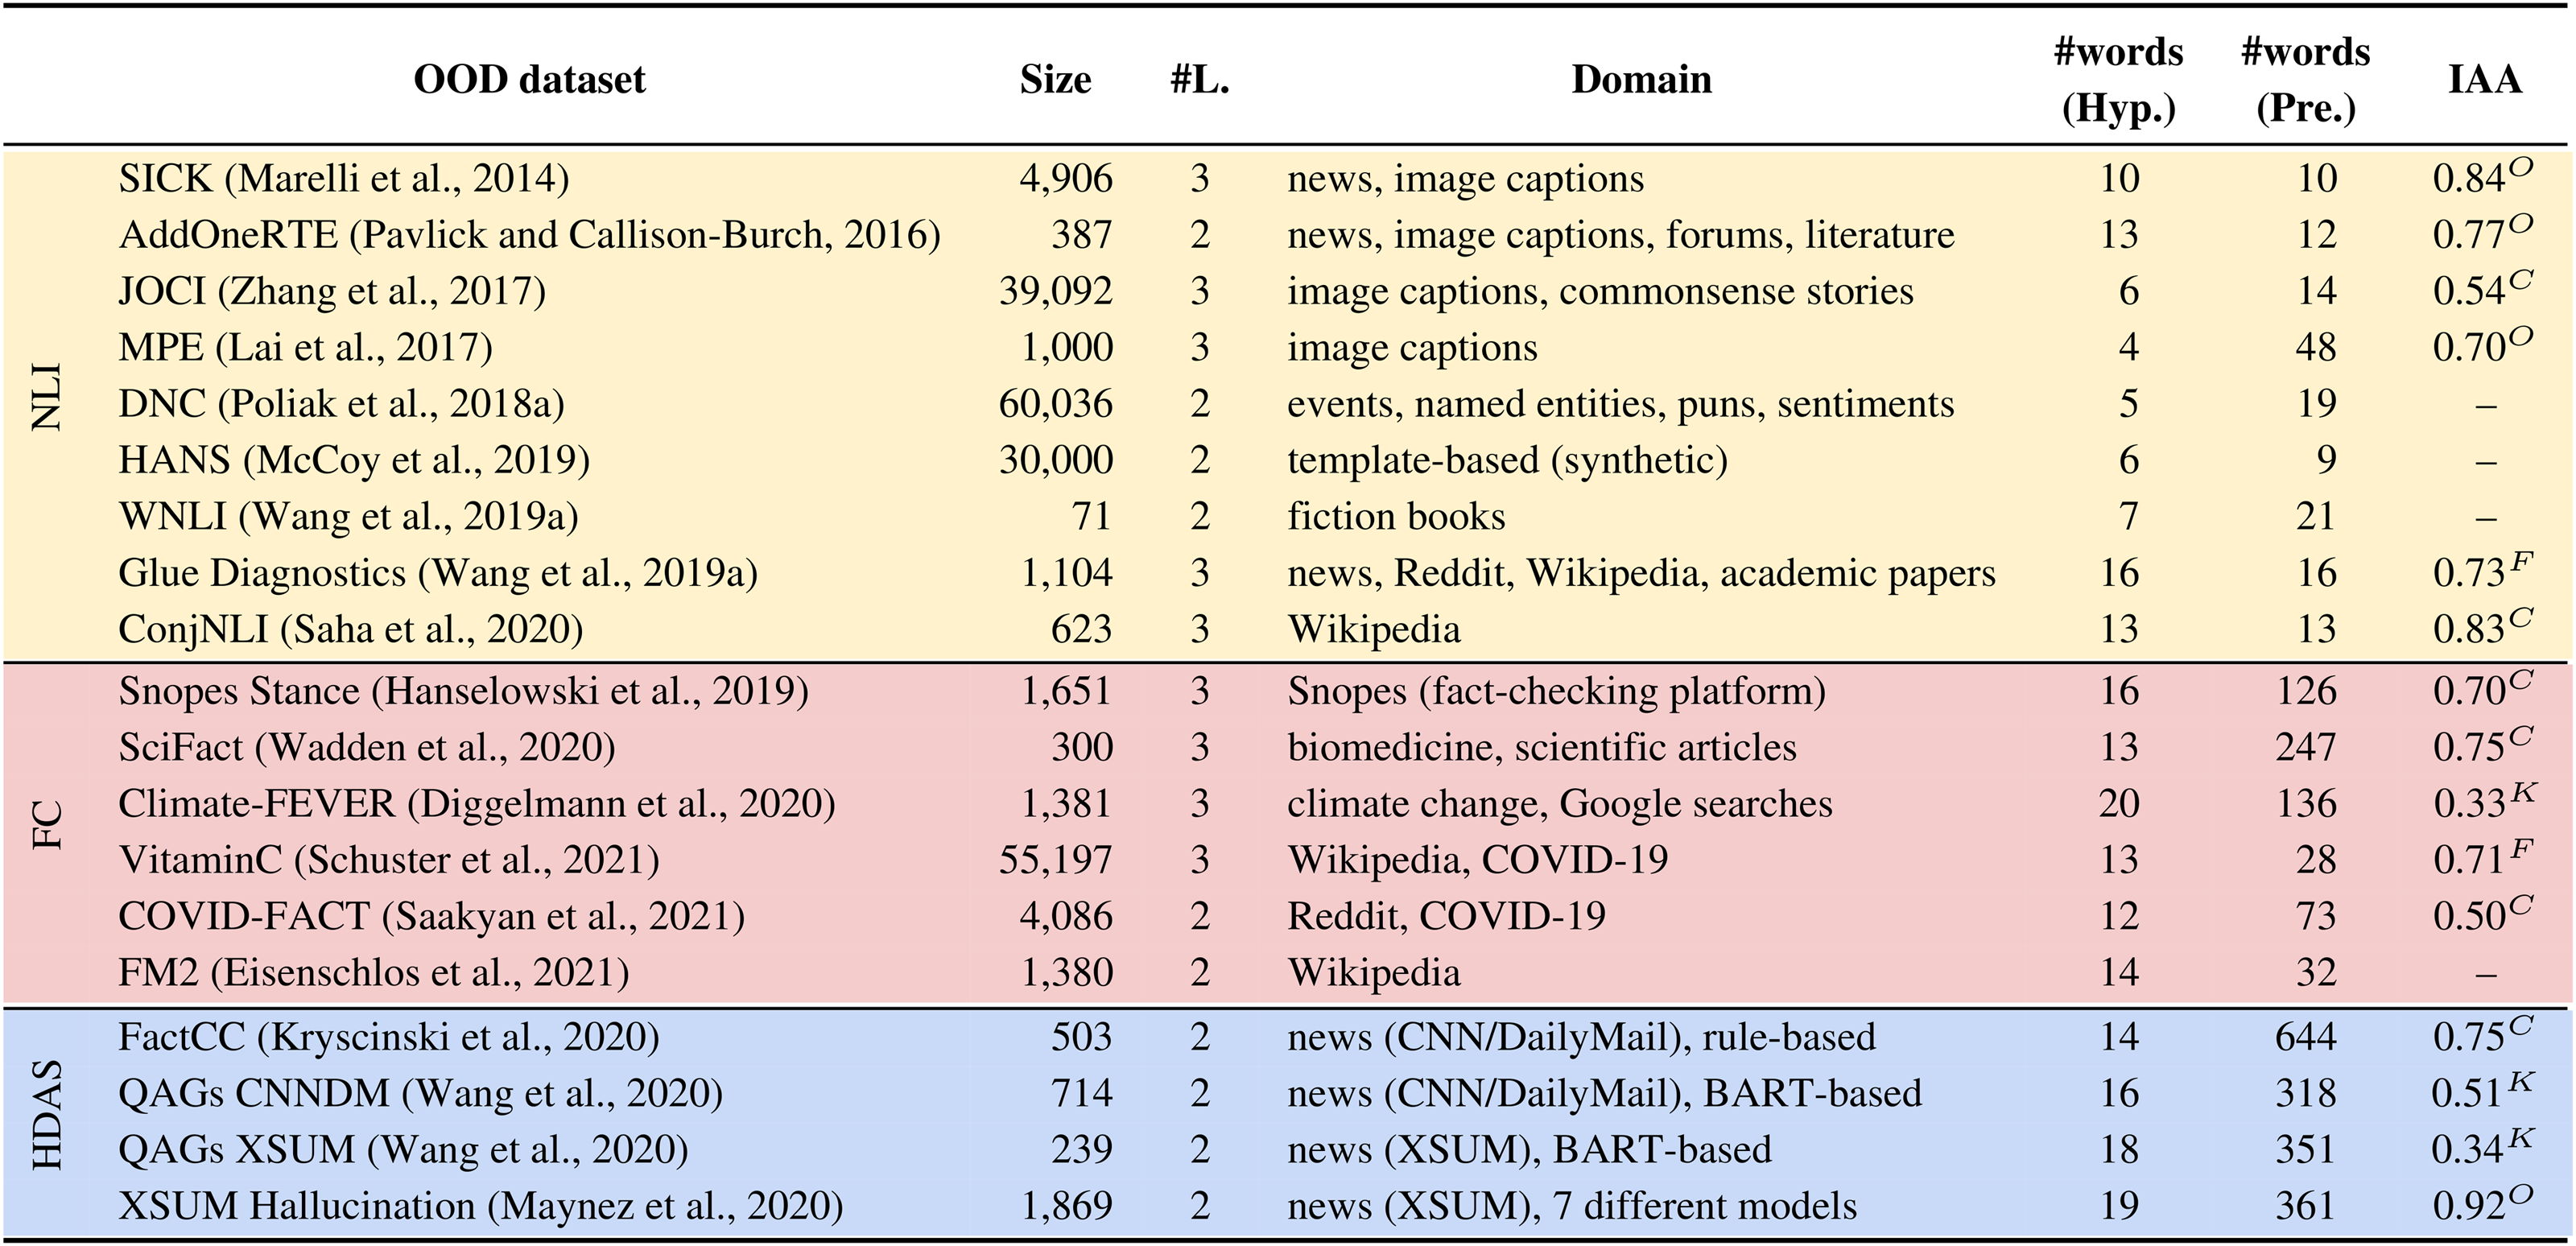 OOD dataset Size #L. Domain #words (Hyp.) #words (Pre.) IAA
NLI
SICK (Marelli et al., 2014) 4,906 3 news, image captions 10 10 0.84^O
AddOneRTE (Pavlick and Callison-Burch, 2016) 387 2 news, image captions, forums, literature 13 12 0.77^O
JOCI (Zhang et al., 2017) 39,092 3 image captions, commonsense stories 6 14 0.54^C
MPE (Lai et al., 2017) 1,000 3 image captions 4 48 0.70^O
DNC (Poliak et al., 2018a) 60,036 2 events, named entities, puns, sentiments 5 19 –
HANS (McCoy et al., 2019) 30,000 2 template-based (synthetic) 6 9 –
WNLI (Wang et al., 2019a) 71 2 fiction books 7 21 –
Glue Diagnostics (Wang et al., 2019a) 1,104 3 news, Reddit, Wikipedia, academic papers 16 16 0.73^F
ConjNLI (Saha et al., 2020) 623 3 Wikipedia 13 13 0.83^C
FC
Snopes Stance (Hanselowski et al., 2019) 1,651 3 Snopes (fact-checking platform) 16 126 0.70^C
SciFact (Wadden et al., 2020) 300 3 biomedicine, scientific articles 13 247 0.75^C
Climate-FEVER (Diggelmann et al., 2020) 1,381 3 climate change, Google searches 20 136 0.33^K
VitaminC (Schuster et al., 2021) 55,197 3 Wikipedia, COVID-19 13 28 0.71^F
COVID-FACT (Saakyan et al., 2021) 4,086 2 Reddit, COVID-19 12 73 0.50^C
FM2 (Eisenschlos et al., 2021) 1,380 2 Wikipedia 14 32 –
HDAS
FactCC (Kryscinski et al., 2020) 503 2 news (CNN/DailyMail), rule-based 14 644 0.75^C
QAGs CNNDM (Wang et al., 2020) 714 2 news (CNN/DailyMail), BART-based 16 318 0.51^K
QAGs XSUM (Wang et al., 2020) 239 2 news (XSUM), BART-based 18 351 0.34^K
XSUM Hallucination (Maynez et al., 2020) 1,869 2 news (XSUM), 7 different models 19 361 0.92^O